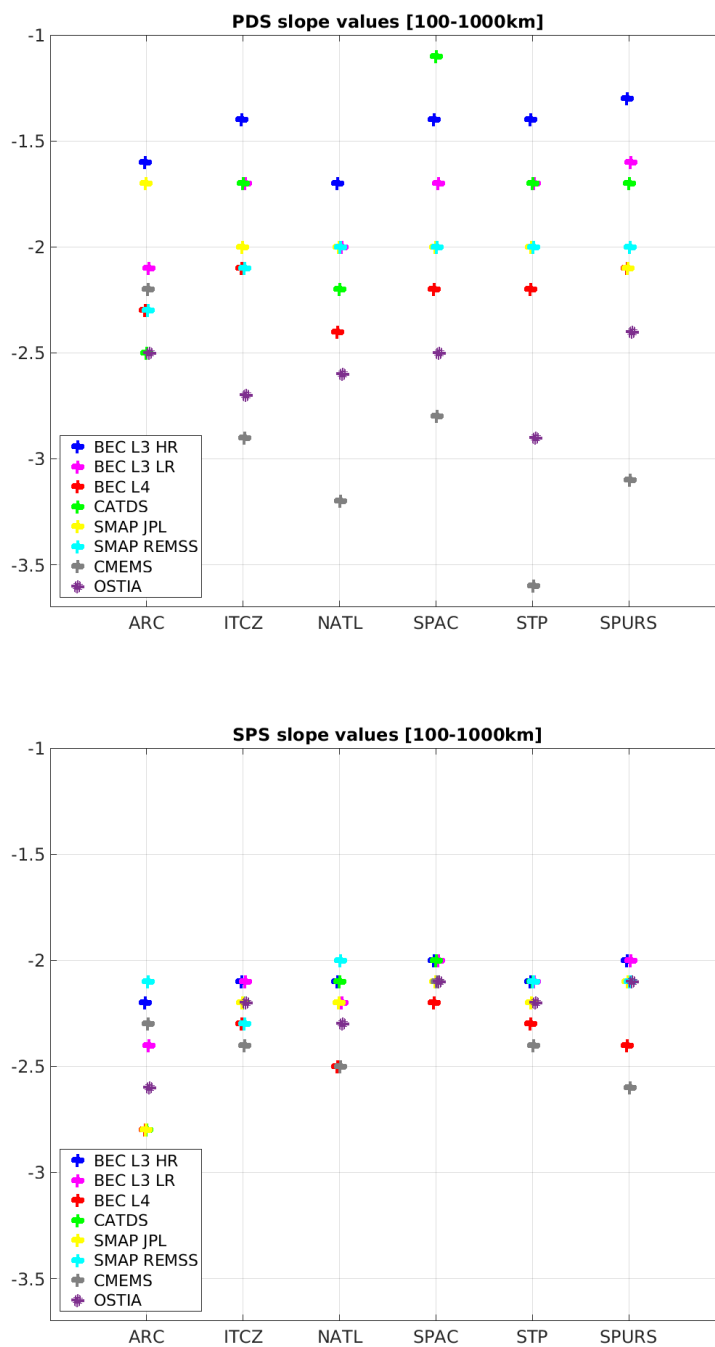 PDS slope values [100-1000km]
-1
-1.5
-2
-2.5
-3
-3.5
BEC L3 HR
BEC L3 LR
BEC L4
CATDS
SMAP JPL
SMAP REMSS
CMEMS
OSTIA
ARC ITCZ NATL SPAC STP SPURS
SPS slope values [100-1000km]
-1
-1.5
-2
-2.5
-3
-3.5
BEC L3 HR
BEC L3 LR
BEC L4
CATDS
SMAP JPL
SMAP REMSS
CMEMS
OSTIA
ARC ITCZ NATL SPAC STP SPURS